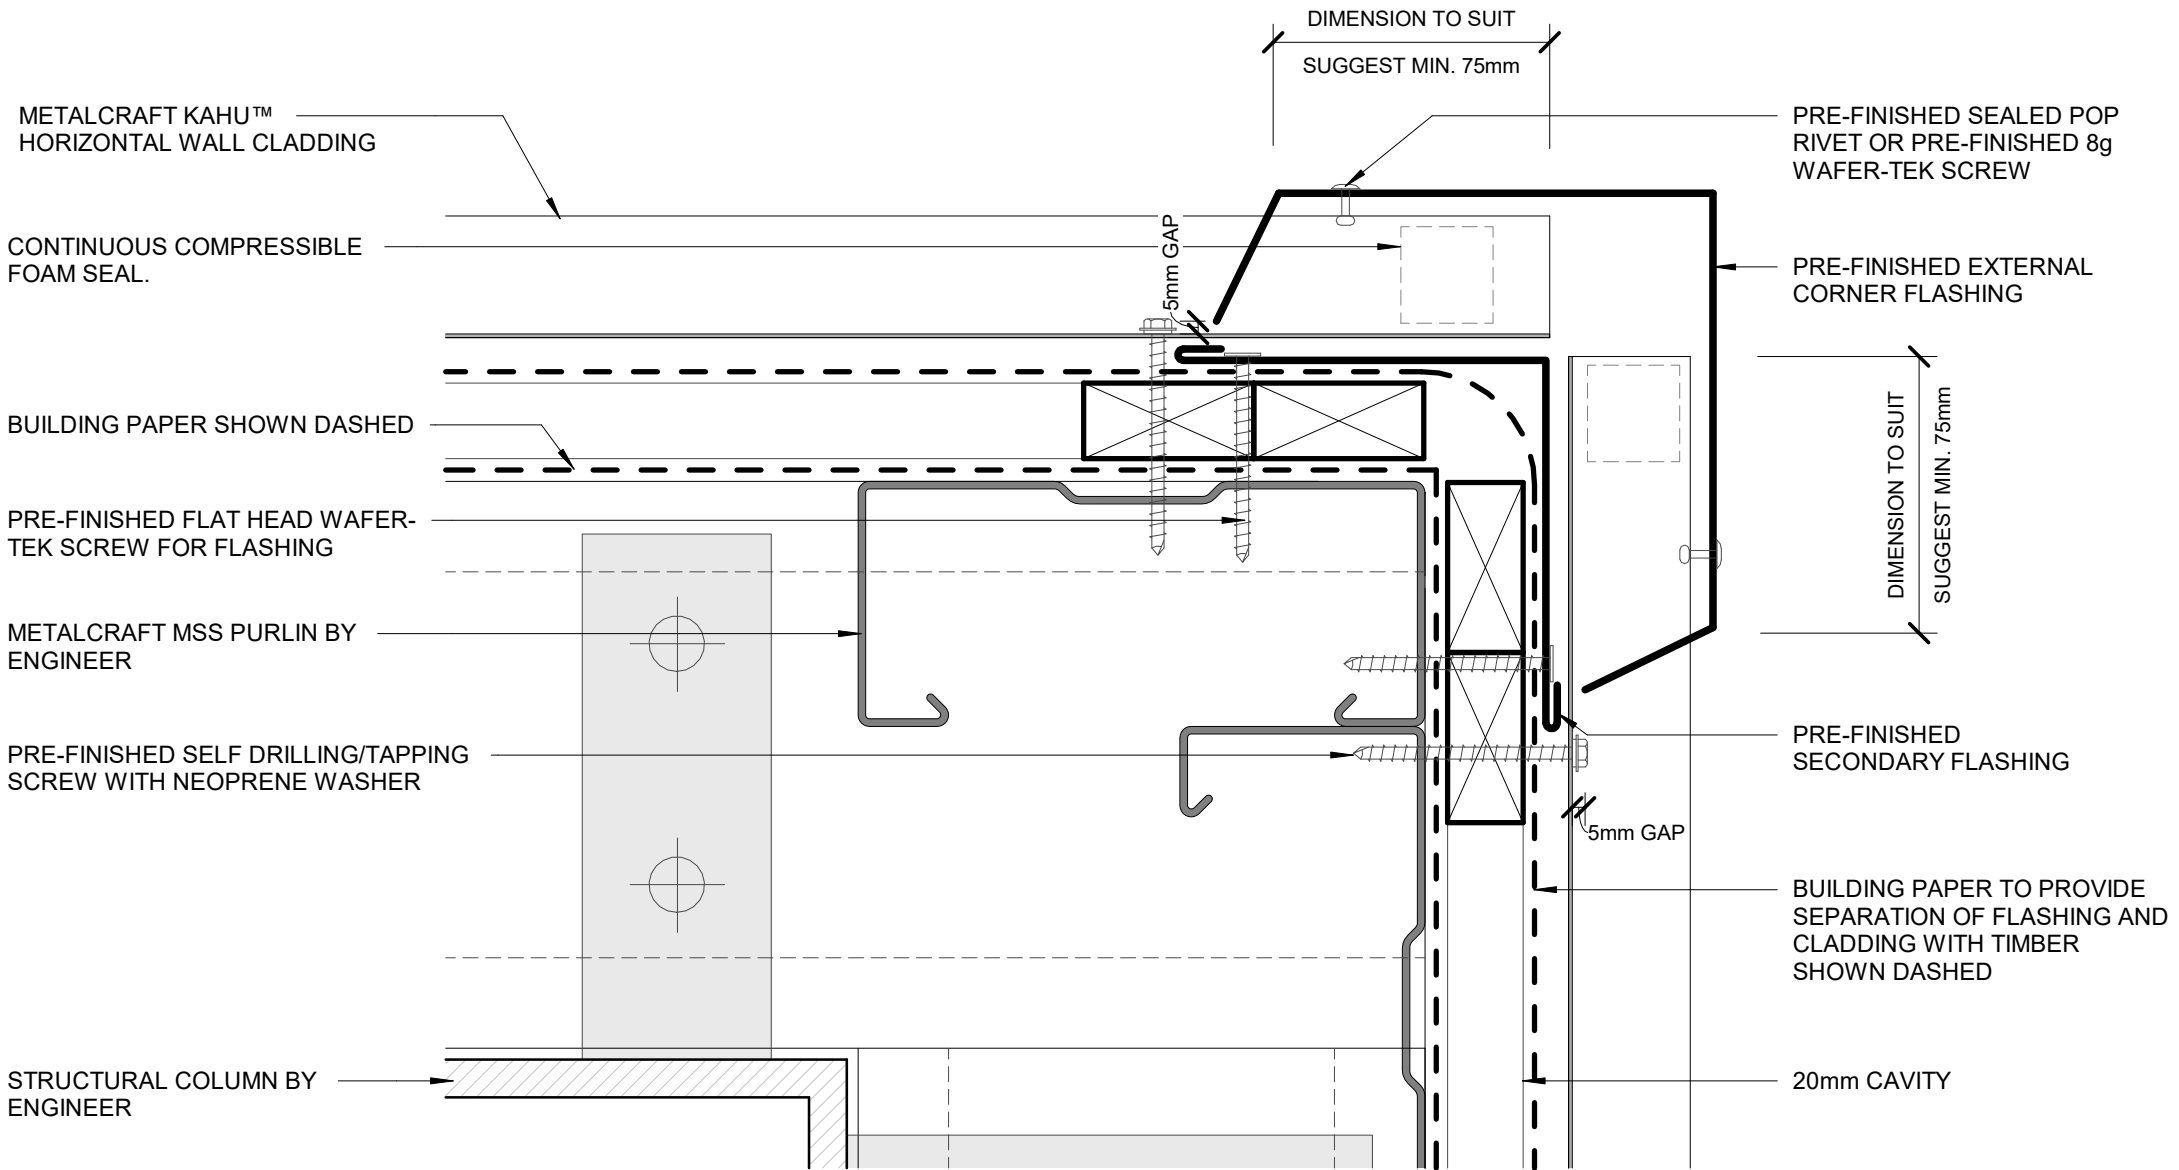 DIMENSION TO SUIT
SUGGEST MIN. 75mm
METALCRAFT KAHU™
HORIZONTAL WALL CLADDING
CONTINUOUS COMPRESSIBLE
FOAM SEAL.
BUILDING PAPER SHOWN DASHED
PRE-FINISHED FLAT HEAD WAFER-
TEK SCREW FOR FLASHING
METALCRAFT MSS PURLIN BY
ENGINEER
PRE-FINISHED SELF DRILLING/TAPPING
SCREW WITH NEOPRENE WASHER
STRUCTURAL COLUMN BY
ENGINEER
5mm GAP
PRE-FINISHED SEALED POP
RIVET OR PRE-FINISHED 8g
WAFER-TEK SCREW
PRE-FINISHED EXTERNAL
CORNER FLASHING
DIMENSION TO SUIT
SUGGEST MIN. 75mm
PRE-FINISHED
SECONDARY FLASHING
5mm GAP
BUILDING PAPER TO PROVIDE
SEPARATION OF FLASHING AND
CLADDING WITH TIMBER
SHOWN DASHED
20mm CAVITY